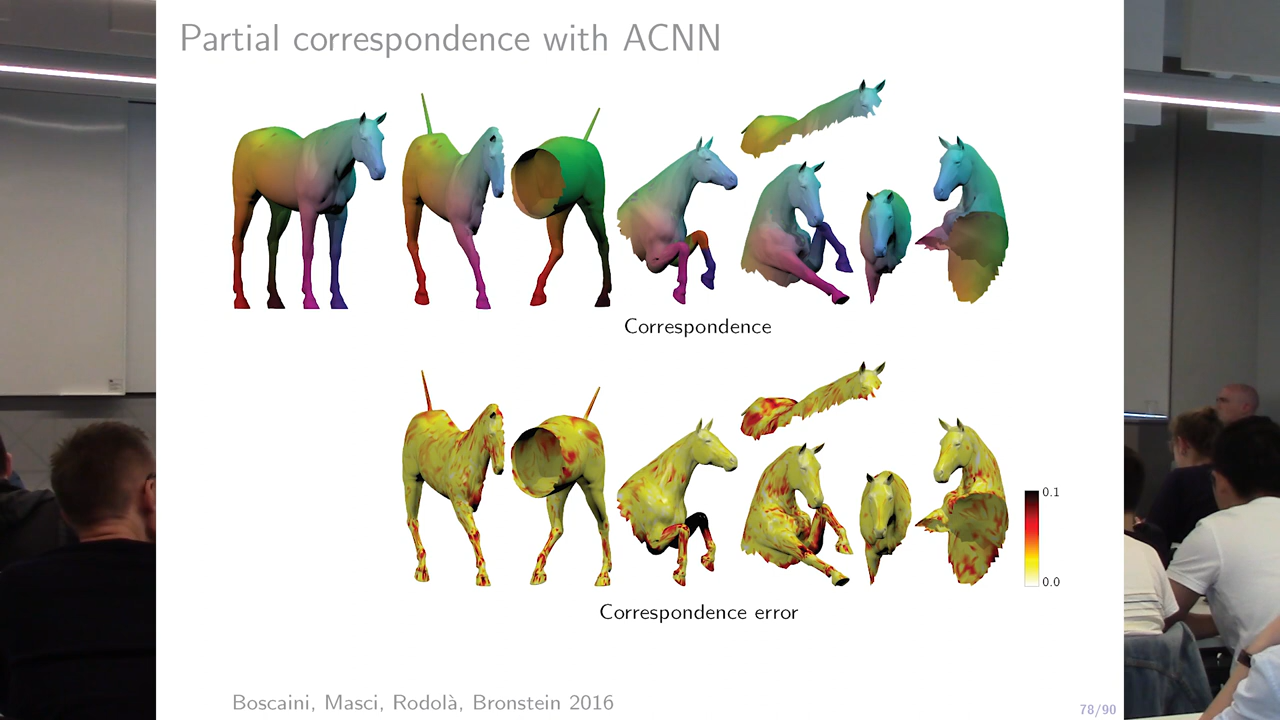 Partial correspondence with ACNN
Correspondence
0.1
0.0
Correspondence error
Boscaini, Masci, Rodolà, Bronstein 2016
78/90